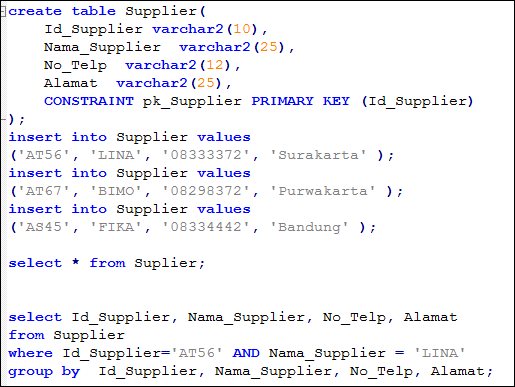 create table Supplier(
Id_Supplier varchar2(10),
Nama_Supplier  varchar2(25),
No_Telp  varchar2(12),
Alamat  varchar2(25),
CONSTRAINT pk_Supplier PRIMARY KEY (Id_Supplier)
);
insert into Supplier values
('AT56', 'LINA', '08333372', 'Surakarta' );
insert into Supplier values
('AT67', 'BIMO', '08298372', 'Purwakarta' );
insert into Supplier values
('AS45', 'FIKA', '08334442', 'Bandung' );
select * from Suplier;
select Id_Supplier, Nama_Supplier, No_Telp, Alamat
from Supplier
where Id_Supplier='AT56' AND Nama_Supplier = 'LINA'
group by  Id_Supplier, Nama_Supplier, No_Telp, Alamat;